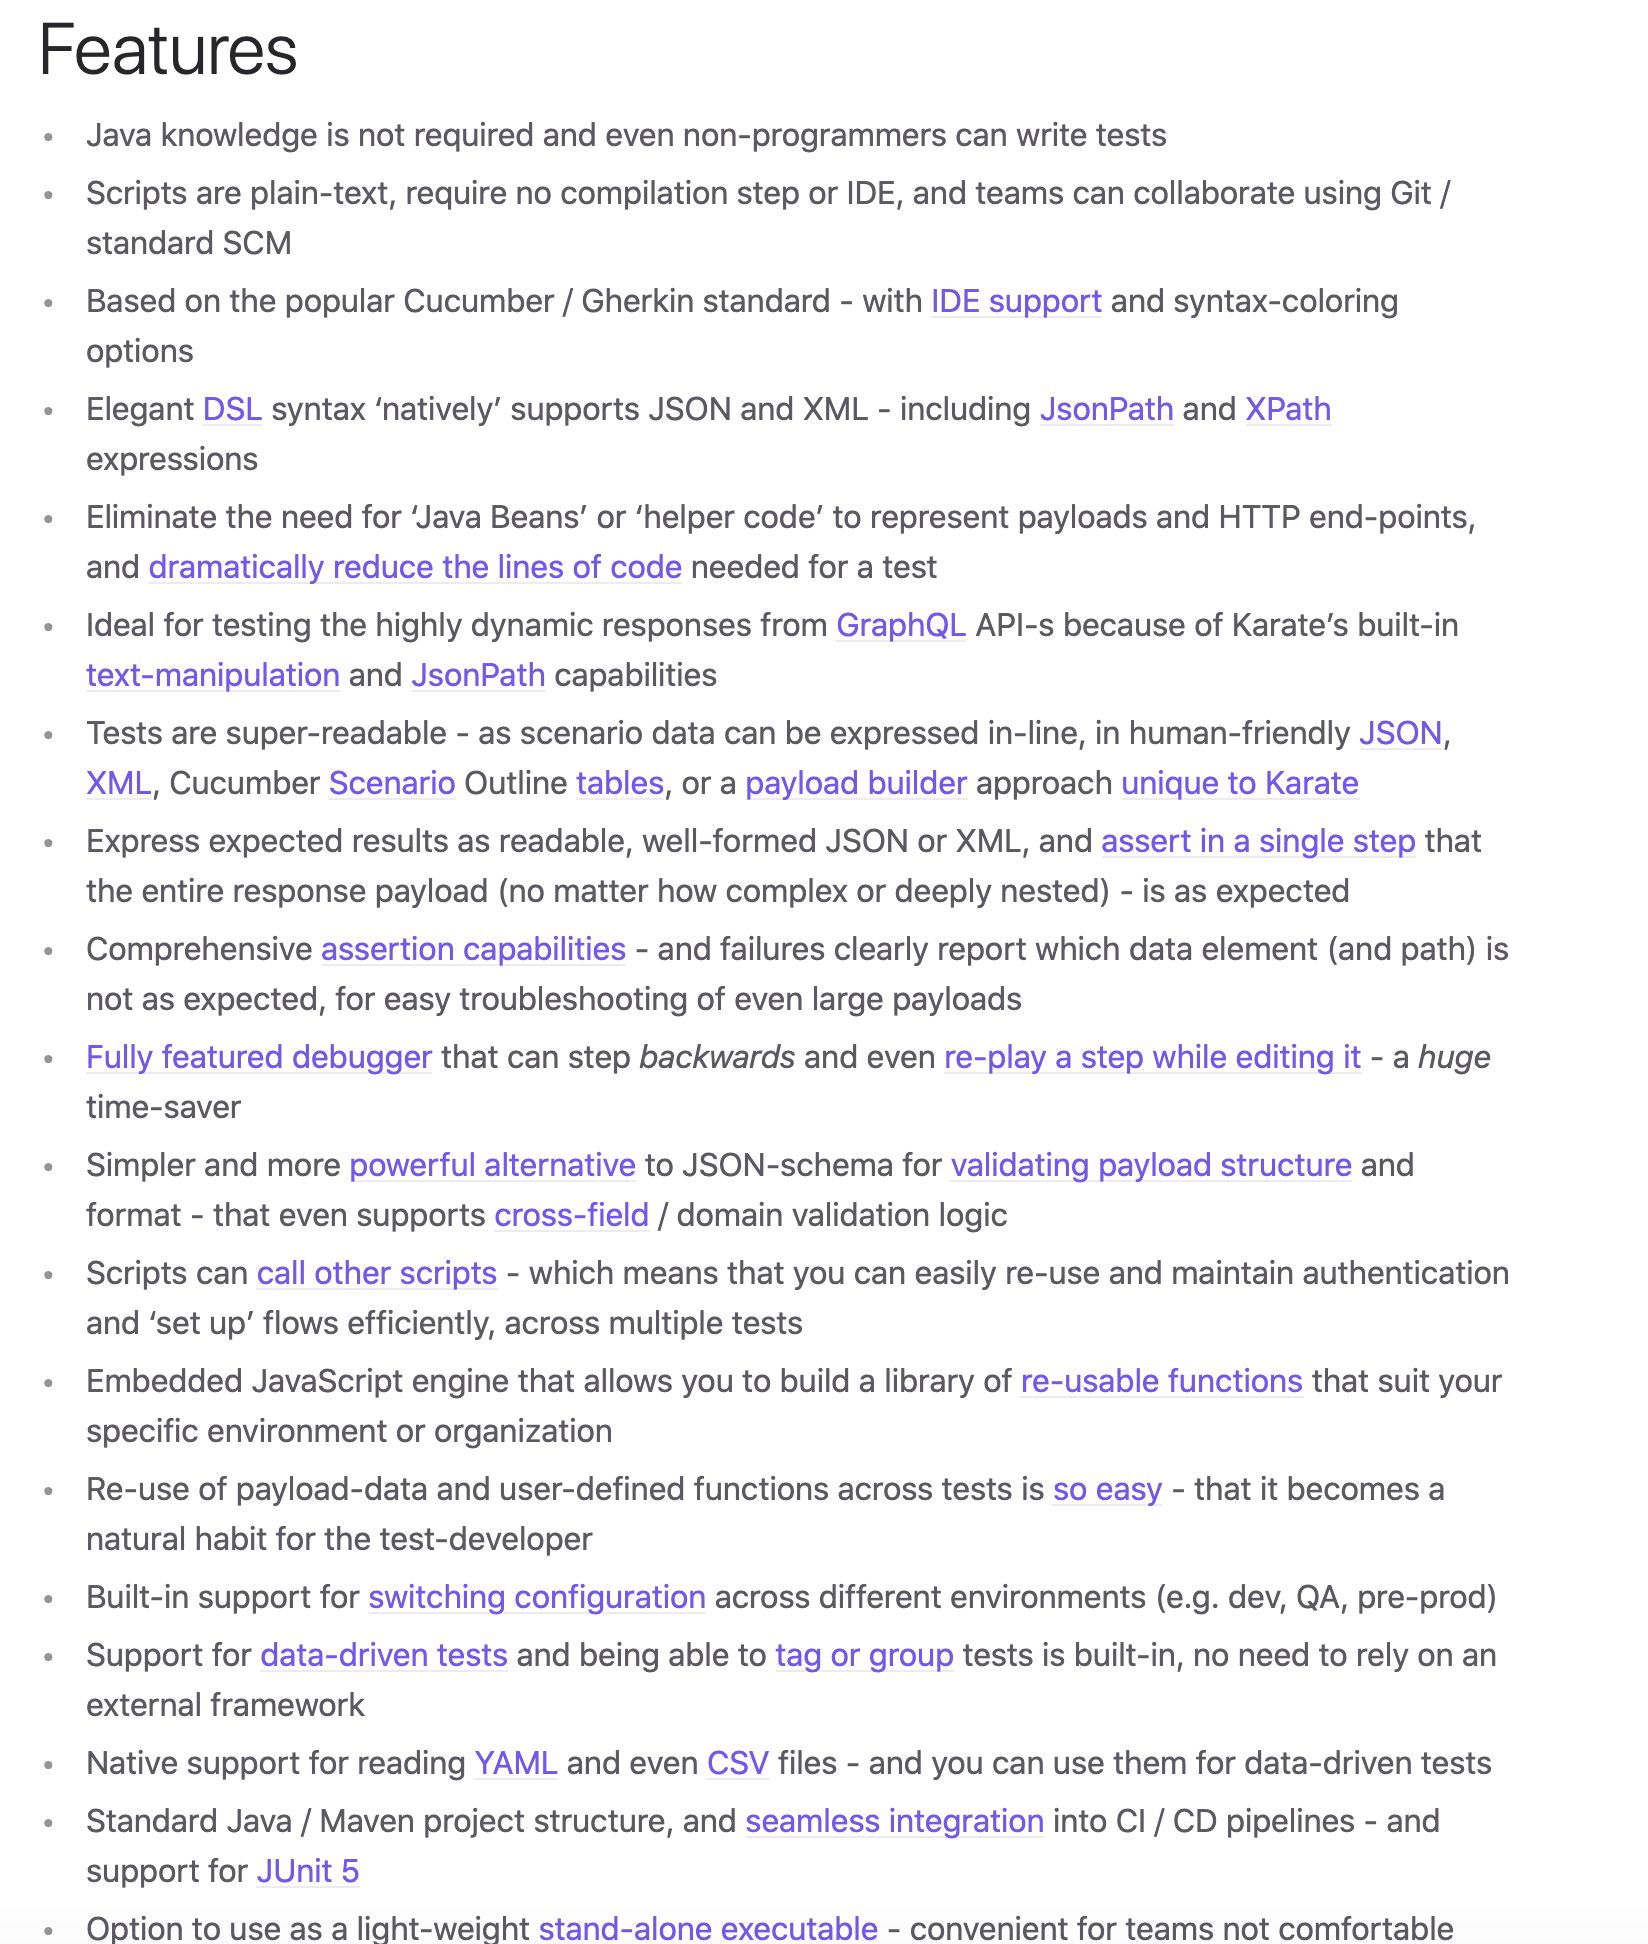 Features
• Java knowledge is not required and even non-programmers can write tests
• Scripts are plain-text, require no compilation step or IDE, and teams can collaborate using Git /
standard SCM
• Based on the popular Cucumber / Gherkin standard - with IDE support and syntax-coloring
options
• Elegant DSL syntax ‘natively’ supports JSON and XML - including JsonPath and XPath
expressions
• Eliminate the need for ‘Java Beans’ or ‘helper code’ to represent payloads and HTTP end-points,
and dramatically reduce the lines of code needed for a test
• Ideal for testing the highly dynamic responses from GraphQL API-s because of Karate’s built-in
text-manipulation and JsonPath capabilities
• Tests are super-readable - as scenario data can be expressed in-line, in human-friendly JSON,
XML, Cucumber Scenario Outline tables, or a payload builder approach unique to Karate
• Express expected results as readable, well-formed JSON or XML, and assert in a single step that
the entire response payload (no matter how complex or deeply nested) - is as expected
• Comprehensive assertion capabilities - and failures clearly report which data element (and path) is
not as expected, for easy troubleshooting of even large payloads
• Fully featured debugger that can step backwards and even re-play a step while editing it - a huge
time-saver
• Simpler and more powerful alternative to JSON-schema for validating payload structure and
format - that even supports cross-field / domain validation logic
• Scripts can call other scripts - which means that you can easily re-use and maintain authentication
and ‘set up’ flows efficiently, across multiple tests
• Embedded JavaScript engine that allows you to build a library of re-usable functions that suit your
specific environment or organization
• Re-use of payload-data and user-defined functions across tests is so easy - that it becomes a
natural habit for the test-developer
• Built-in support for switching configuration across different environments (e.g. dev, QA, pre-prod)
• Support for data-driven tests and being able to tag or group tests is built-in, no need to rely on an
external framework
• Native support for reading YAML and even CSV files - and you can use them for data-driven tests
• Standard Java / Maven project structure, and seamless integration into CI / CD pipelines - and
support for JUnit 5
• Option to use as a light-weight stand-alone executable - convenient for teams not comfortable